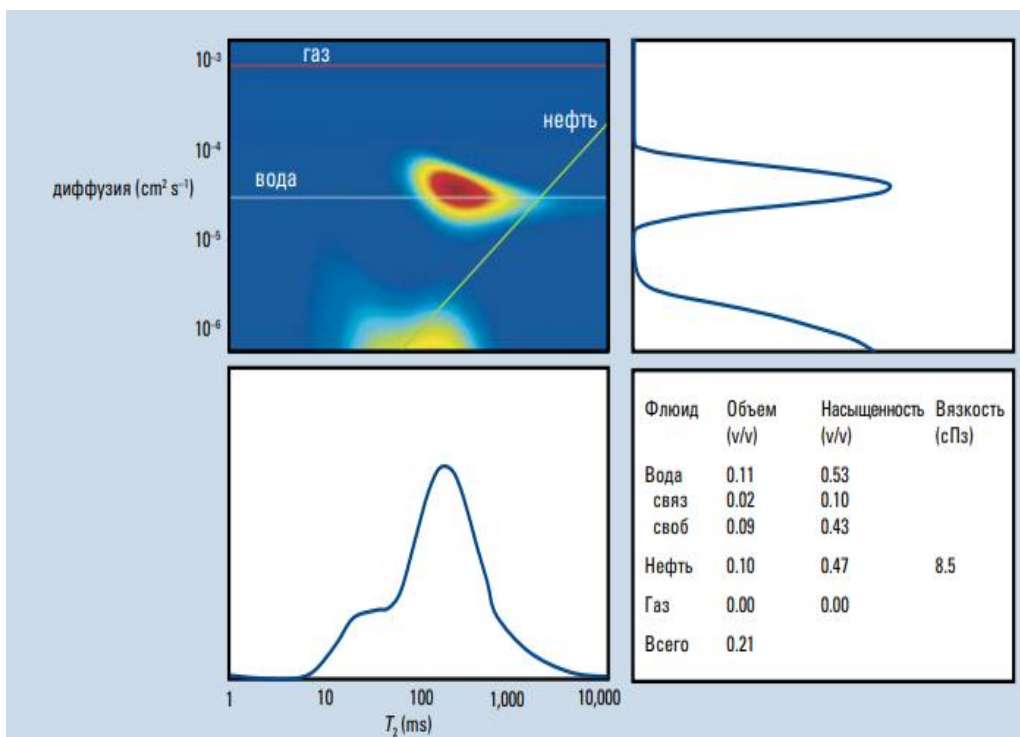 газ
нефть
вода
диффузия (cm² s⁻¹)
10⁻³
10⁻⁴
10⁻⁵
10⁻⁶
Флюид Объем (v/v) Насыщенность (v/v) Вязкость (сПз)
Вода 0.11 0.53
связ 0.02 0.10
своб 0.09 0.43
Нефть 0.10 0.47 8.5
Газ 0.00 0.00
Всего 0.21
1 10 100 1,000 10,000
T₂ (ms)